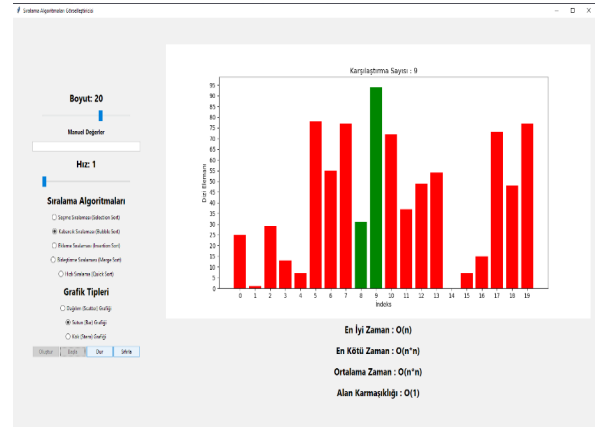 Sıralama Algoritmaları Görselleştiricisi
Boyut: 20
Manuel Değerler
Hız: 1
Sıralama Algoritmaları
Seçme Sıralaması (Selection Sort)
Kabarcık Sıralaması (Bubble Sort)
Ekleme Sıralaması (Insertion Sort)
Birleştirme Sıralaması (Merge Sort)
Hızlı Sıralama (Quick Sort)
Grafik Tipleri
Dağılım (Scatter) Grafiği
Sütun (Bar) Grafiği
Kök (Stem) Grafiği
Oluştur
Dur
Sıfırla
Karşılaştırma Sayısı : 9
Dizi Elemanı
95
90
85
80
75
70
65
60
55
50
45
40
35
30
25
20
15
10
5
0
0 1 2 3 4 5 6 7 8 9 10 11 12 13 14 15 16 17 18 19
İndeks
En İyi Zaman : O(n)
En Kötü Zaman : O(n*n)
Ortalama Zaman : O(n*n)
Alan Karmaşıklığı : O(1)